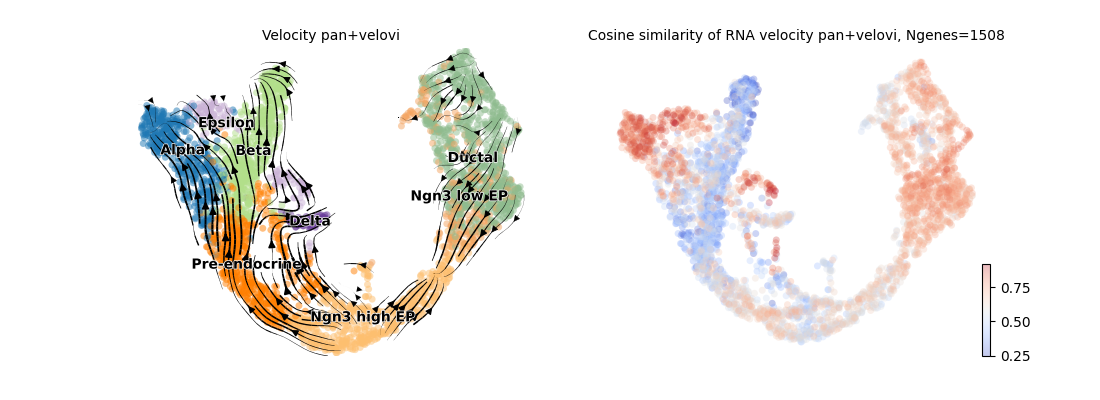 Velocity pan+velovi
Cosine similarity of RNA velocity pan+velovi, Ngenes=1508
Epsilon
Alpha
Beta
Ductal
Ngn3 low EP
Delta
Pre-endocrine
Ngn3 high EP
0.75
0.50
0.25